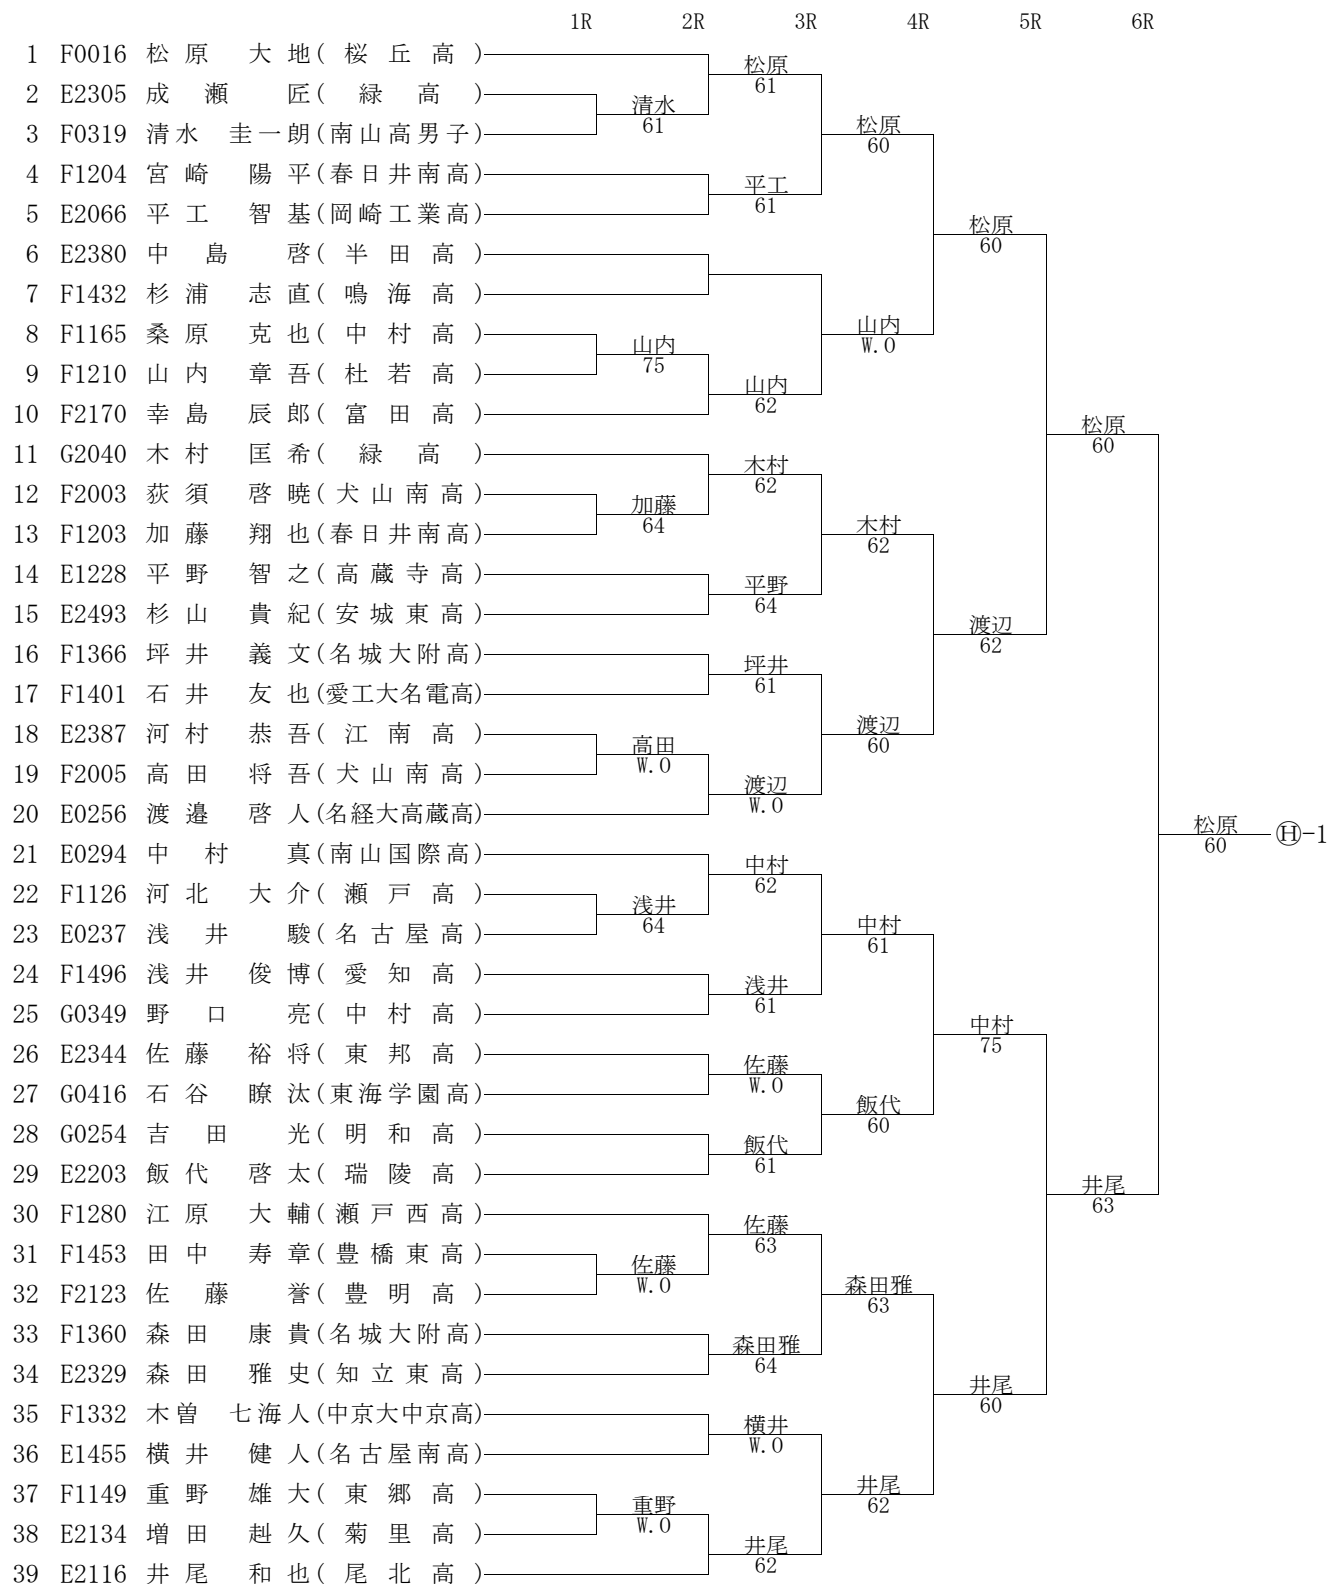 1R 2R 3R 4R 5R 6R
1 F0016 松原 大地(桜丘高)
松原
61
2 E2305 成瀬 匠(緑高)
清水
61
3 F0319 清水 圭一朗(南山高男子)
松原
60
4 F1204 宮崎 陽平(春日井南高)
平工
61
5 E2066 平工 智基(岡崎工業高)
松原
60
6 E2380 中島 啓(半田高)
7 F1432 杉浦 志直(鳴海高)
8 F1165 桑原 克也(中村高)
山内
W.O
山内
75
9 F1210 山内 章吾(杜若高)
山内
62
10 F2170 幸島 辰郎(富田高)
松原
60
11 G2040 木村 匡希(緑高)
木村
62
12 F2003 荻須 啓暁(犬山南高)
加藤
64
13 F1203 加藤 翔也(春日井南高)
木村
62
14 E1228 平野 智之(高蔵寺高)
平野
64
15 E2493 杉山 貴紀(安城東高)
渡辺
62
16 F1366 坪井 義文(名城大附高)
坪井
61
17 F1401 石井 友也(愛工大名電高)
18 E2387 河村 恭吾(江南高)
渡辺
60
高田
W.O
19 F2005 高田 将吾(犬山南高)
渡辺
W.O
20 E0256 渡邉 啓人(名経大高蔵高)
松原
60
Ⓗ-1
21 E0294 中村 真(南山国際高)
中村
62
22 F1126 河北 大介(瀬戸高)
浅井
64
23 E0237 浅井 駿(名古屋高)
中村
61
24 F1496 浅井 俊博(愛知高)
浅井
61
25 G0349 野口 亮(中村高)
中村
75
26 E2344 佐藤 裕将(東邦高)
佐藤
W.O
27 G0416 石谷 瞭汰(東海学園高)
飯代
60
28 G0254 吉田 光(明和高)
飯代
61
29 E2203 飯代 啓太(瑞陵高)
井尾
63
30 F1280 江原 大輔(瀬戸西高)
佐藤
63
31 F1453 田中 寿章(豊橋東高)
佐藤
W.O
32 F2123 佐藤 誉(豊明高)
森田雅
63
33 F1360 森田 康貴(名城大附高)
森田雅
64
34 E2329 森田 雅史(知立東高)
井尾
60
35 F1332 木曽 七海人(中京大中京高)
横井
W.O
36 E1455 横井 健人(名古屋南高)
37 F1149 重野 雄大(東郷高)
井尾
62
重野
W.O
38 E2134 増田 赳久(菊里高)
井尾
62
39 E2116 井尾 和也(尾北高)